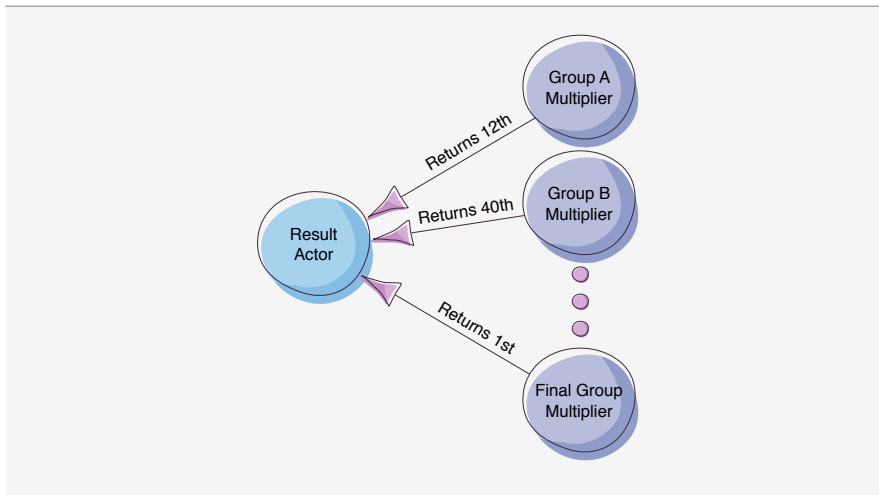 Group A
Multiplier
Returns 12th
Group B
Multiplier
Returns 40th
Result
Actor
Returns 1st
Final Group
Multiplier